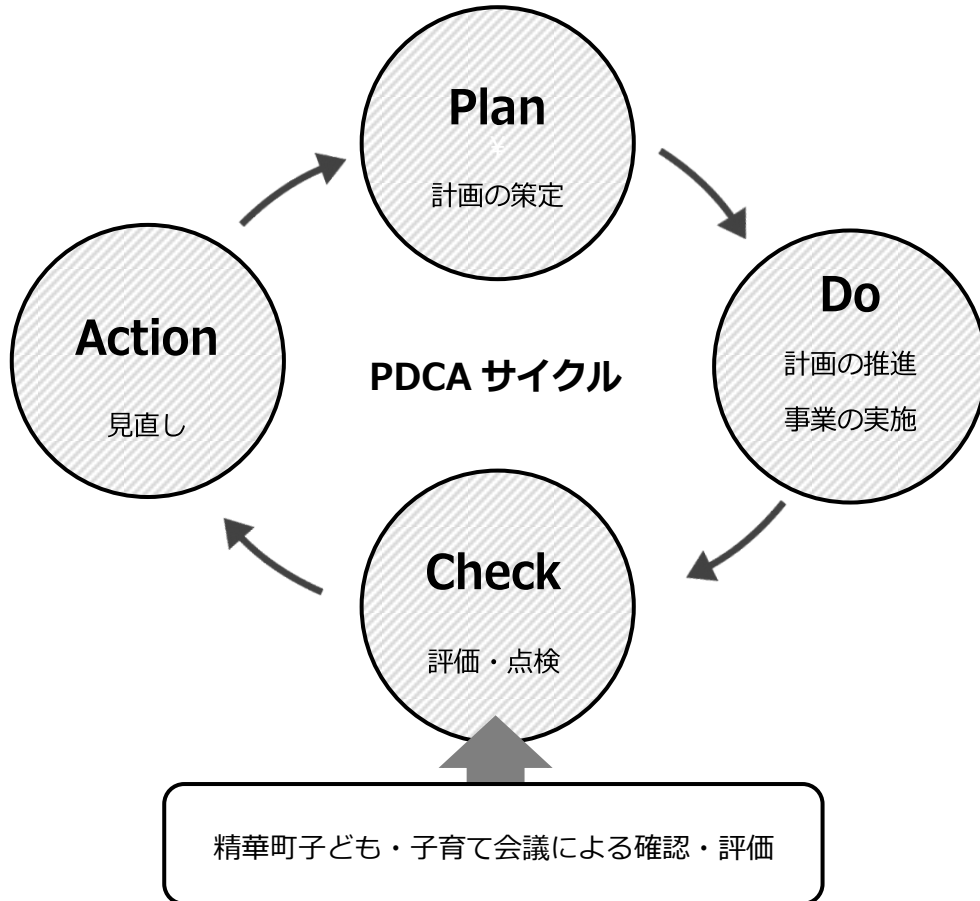 Plan
¥
計画の策定
Do
計画の推進
事業の実施
Action
見直し
PDCA サイクル
Check
評価・点検
精華町子ども・子育て会議による確認・評価